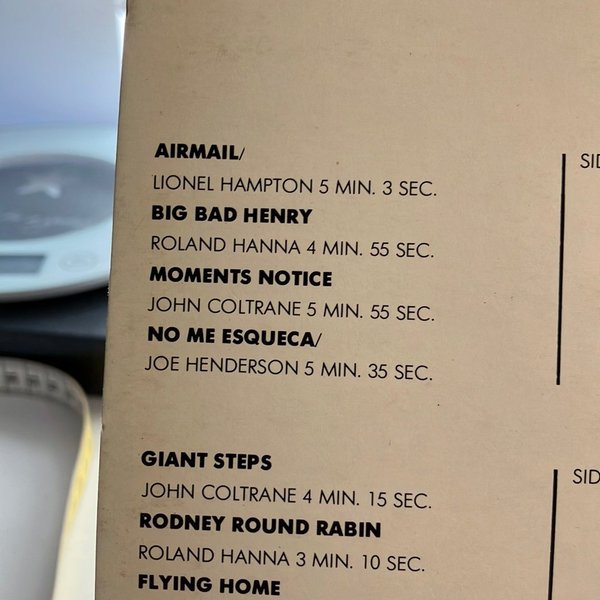 AIRMAIL/
LIONEL HAMPTON 5 MIN. 3 SEC.
BIG BAD HENRY
ROLAND HANNA 4 MIN. 55 SEC.
MOMENTS NOTICE
JOHN COLTRANE 5 MIN. 55 SEC.
NO ME ESQUECA/
JOE HENDERSON 5 MIN. 35 SEC.
GIANT STEPS
JOHN COLTRANE 4 MIN. 15 SEC.
RODNEY ROUND RABIN
ROLAND HANNA 3 MIN. 10 SEC.
FLYING HOME